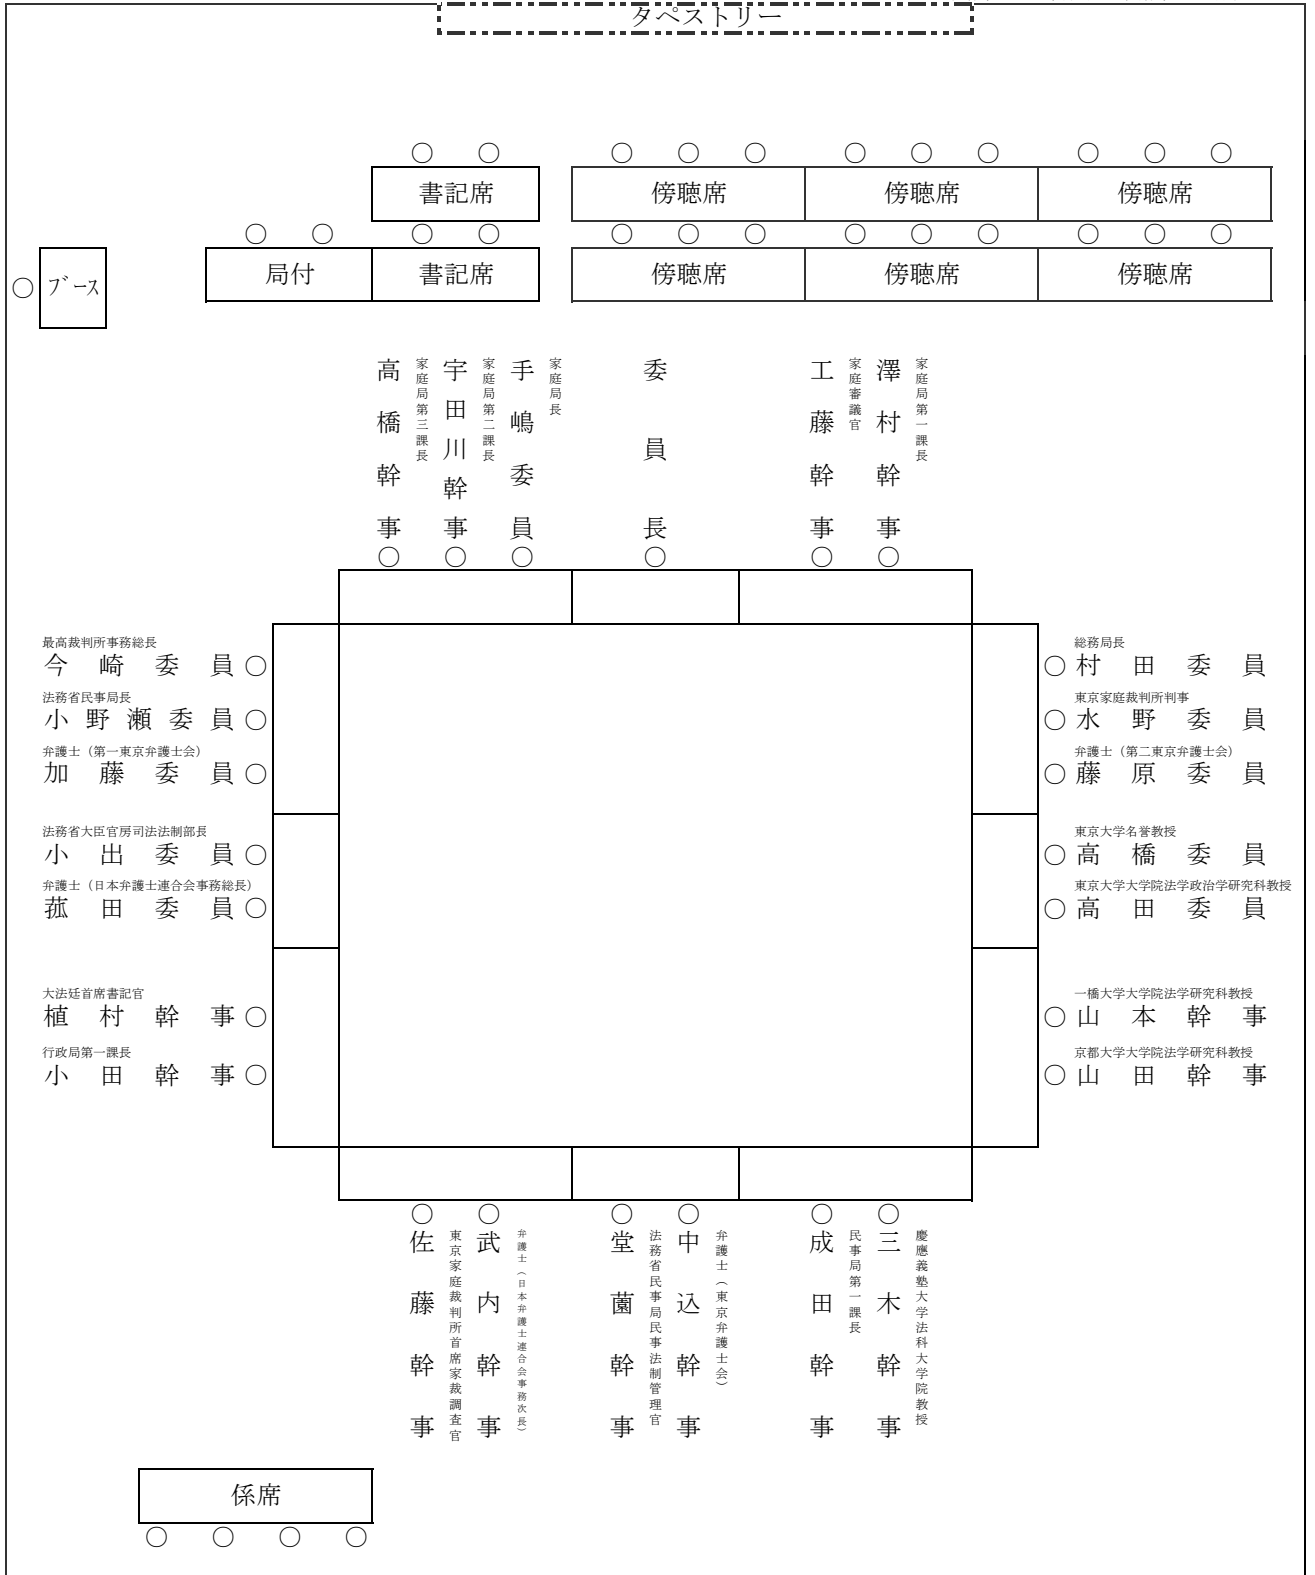 タペストリー
書記席
傍聴席
傍聴席
傍聴席
局付
書記席
傍聴席
傍聴席
傍聴席
ブース
家庭局第三課長
高橋幹事
家庭局第二課長
宇田川幹事
家庭局長
手嶋委員
委員長
家庭審議官
工藤幹事
家庭局第一課長
澤村幹事
最高裁判所事務総長
今崎委員
法務省民事局長
小野瀬委員
弁護士（第一東京弁護士会）
加藤委員
法務省大臣官房司法法制部長
小出委員
弁護士（日本弁護士連合会事務総長）
菰田委員
大法廷首席書記官
植村幹事
行政局第一課長
小田幹事
総務局長
村田委員
東京家庭裁判所判事
水野委員
弁護士（第二東京弁護士会）
藤原委員
東京大学名誉教授
高橋委員
東京大学大学院法学政治学研究科教授
高田委員
一橋大学大学院法学研究科教授
山本幹事
京都大学大学院法学研究科教授
山田幹事
東京家庭裁判所首席家裁調査官
佐藤幹事
弁護士（日本弁護士連合会事務次長）
武内幹事
法務省民事局民事法制管理官
堂薗幹事
弁護士（東京弁護士会）
中込幹事
民事局第一課長
成田幹事
慶應義塾大学法科大学院教授
三木幹事
係席